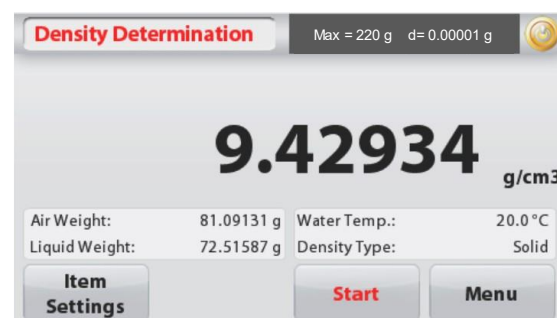 Density Determination Max = 220 g d= 0.00001 g
9.42934 g/cm3
Air Weight: 81.09131 g Water Temp.: 20.0 °C
Liquid Weight: 72.51587 g Density Type: Solid
Item
Settings
Start
Menu